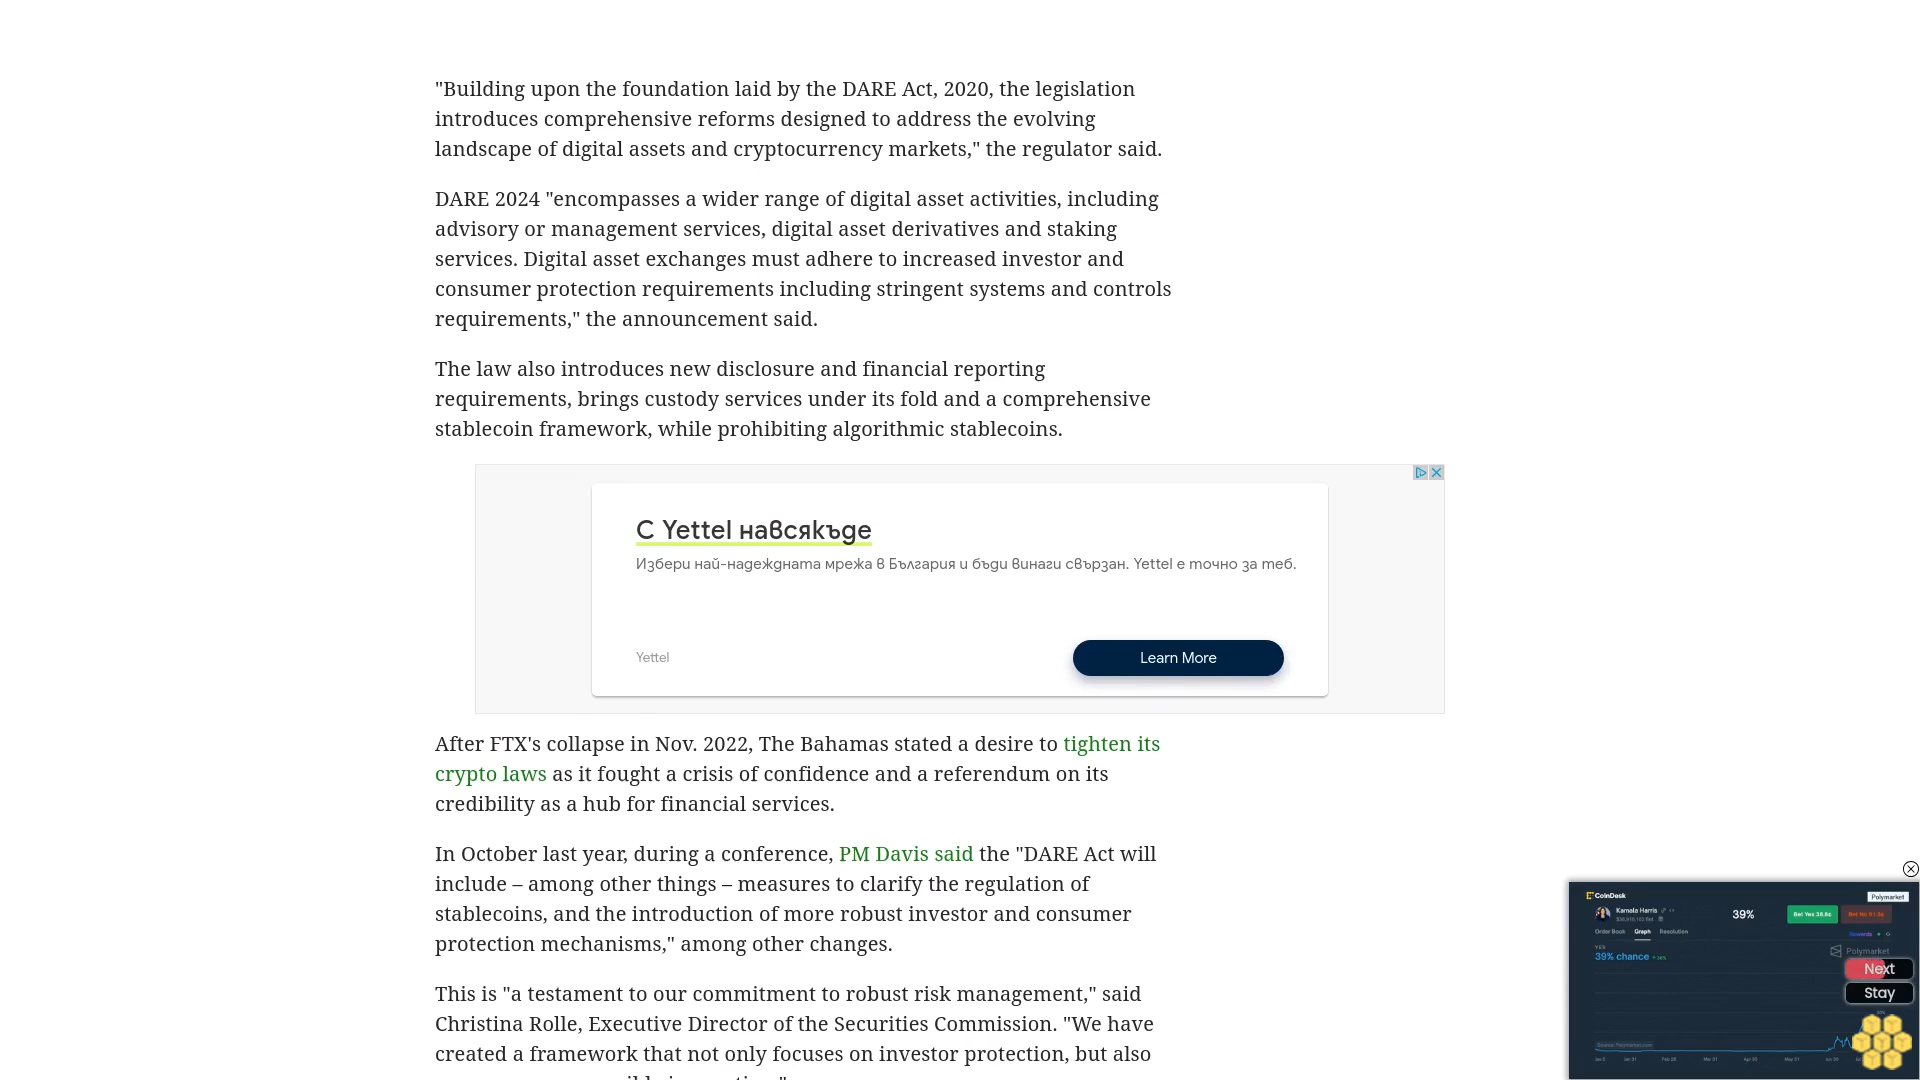 "Building upon the foundation laid by the DARE Act, 2020, the legislation
introduces comprehensive reforms designed to address the evolving
landscape of digital assets and cryptocurrency markets," the regulator said.
DARE 2024 "encompasses a wider range of digital asset activities, including
advisory or management services, digital asset derivatives and staking
services. Digital asset exchanges must adhere to increased investor and
consumer protection requirements including stringent systems and controls
requirements," the announcement said.
The law also introduces new disclosure and financial reporting
requirements, brings custody services under its fold and a comprehensive
stablecoin framework, while prohibiting algorithmic stablecoins.
С Yettel навсякъде
Избери най-надеждната мрежа в България и бъди винаги свързан. Yettel е точно за теб.
Yettel
Learn More
After FTX's collapse in Nov. 2022, The Bahamas stated a desire to tighten its
crypto laws as it fought a crisis of confidence and a referendum on its
credibility as a hub for financial services.
In October last year, during a conference, PM Davis said the "DARE Act will
include – among other things – measures to clarify the regulation of
stablecoins, and the introduction of more robust investor and consumer
protection mechanisms," among other changes.
This is "a testament to our commitment to robust risk management," said
Christina Rolle, Executive Director of the Securities Commission. "We have
created a framework that not only focuses on investor protection, but also
CoinDesk
Polymarket
Kamala Harris
39%
Order Book Graph Resolution
Rewards
YES
39% chance
Polymarket
Next
Stay
Source: Polymarket.com